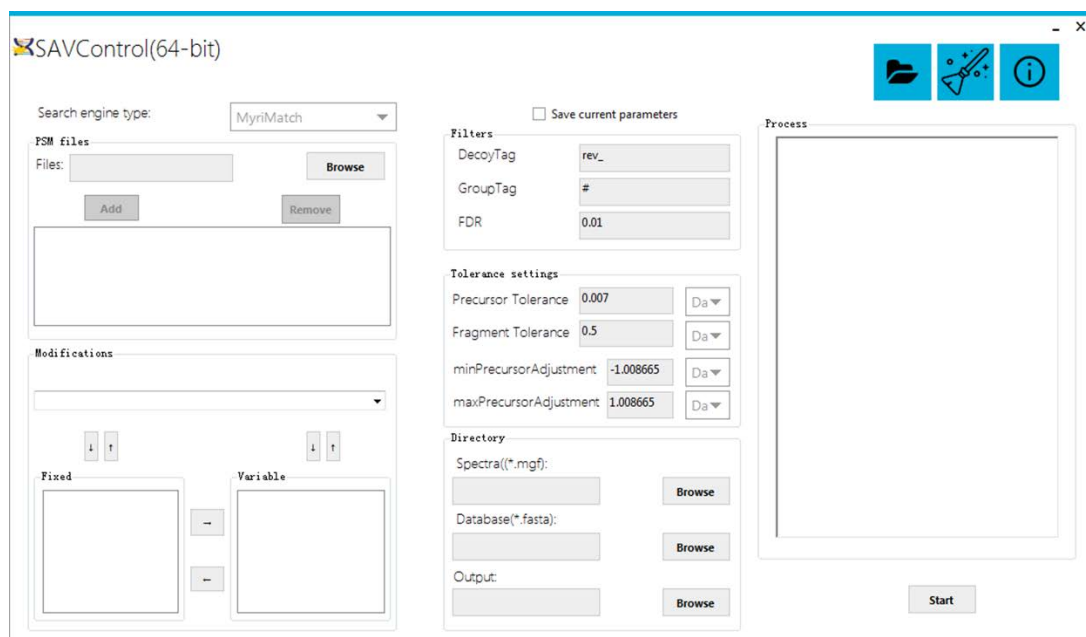 SAVControl(64-bit)
Search engine type:
MyriMatch
PSM files
Files:
Browse
Add
Remove
Modifications
↓ ↑
↓ ↑
Fixed
Variable
→
←
Save current parameters
Filters
DecoyTag
rev_
GroupTag
#
FDR
0.01
Tolerance settings
Precursor Tolerance
0.007
Da
Fragment Tolerance
0.5
Da
minPrecursorAdjustment
-1.008665
Da
maxPrecursorAdjustment
1.008665
Da
Directory
Spectra((*.mgf):
Browse
Database(*.fasta):
Browse
Output:
Browse
Process
Start